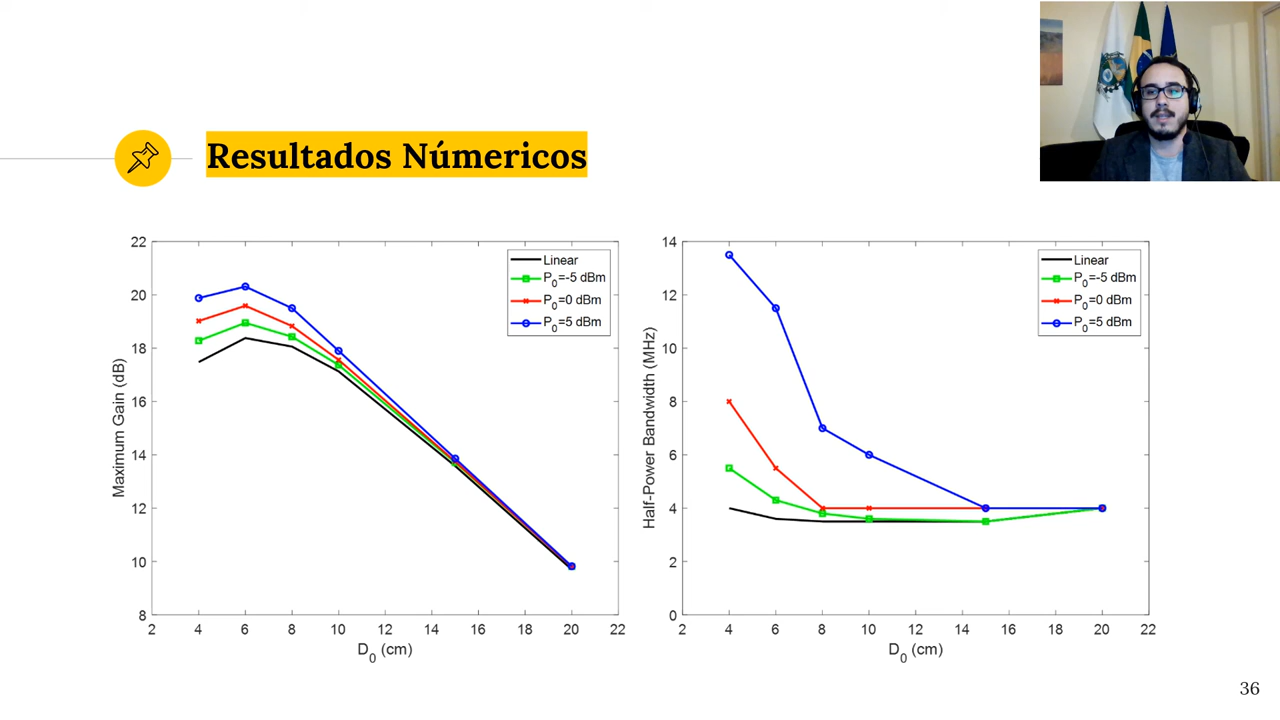 Resultados Númericos
22
20
18
16
14
12
10
8
Maximum Gain (dB)
2 4 6 8 10 12 14 16 18 20 22
D0 (cm)
Linear
P0=-5 dBm
P0=0 dBm
P0=5 dBm
14
12
10
8
6
4
2
0
Half-Power Bandwidth (MHz)
2 4 6 8 10 12 14 16 18 20 22
D0 (cm)
Linear
P0=-5 dBm
P0=0 dBm
P0=5 dBm
36